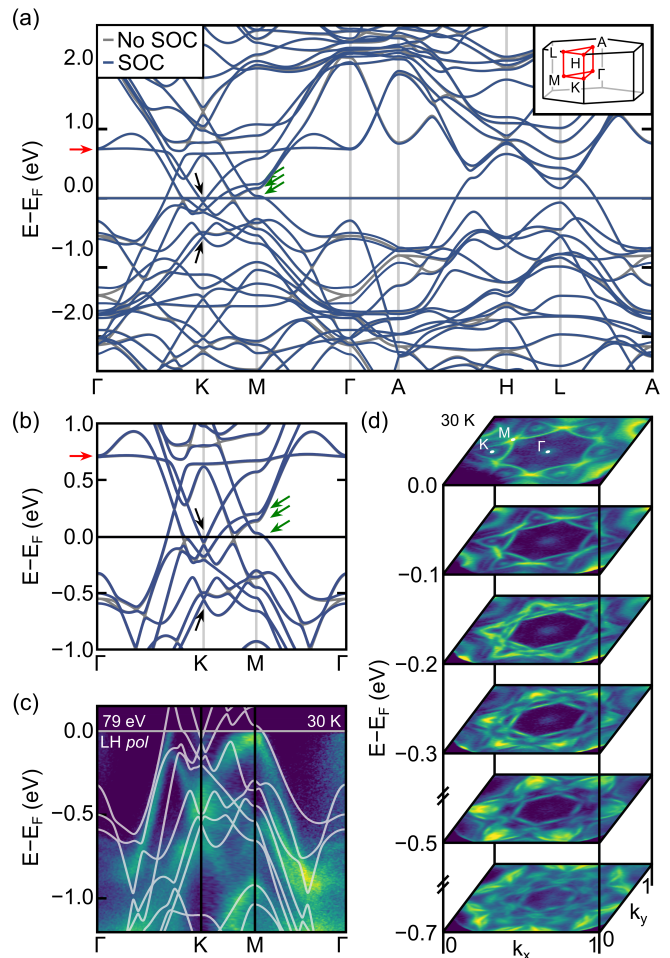 (a)
No SOC
SOC
A
L
H
Γ
M
K
2.0
1.0
0.0
−1.0
−2.0
E−E_F (eV)
Γ K M Γ A H L A
(b)
1.0
0.5
0.0
−0.5
−1.0
E−E_F (eV)
Γ K M Γ
(c)
79 eV 30 K
LH pol
0.0
−0.5
−1.0
E−E_F (eV)
Γ K M Γ
(d)
30 K
M
K Γ
0.0
−0.1
−0.2
−0.3
−0.5
−0.7
E−E_F (eV)
0 k_x 1
0 k_y 1